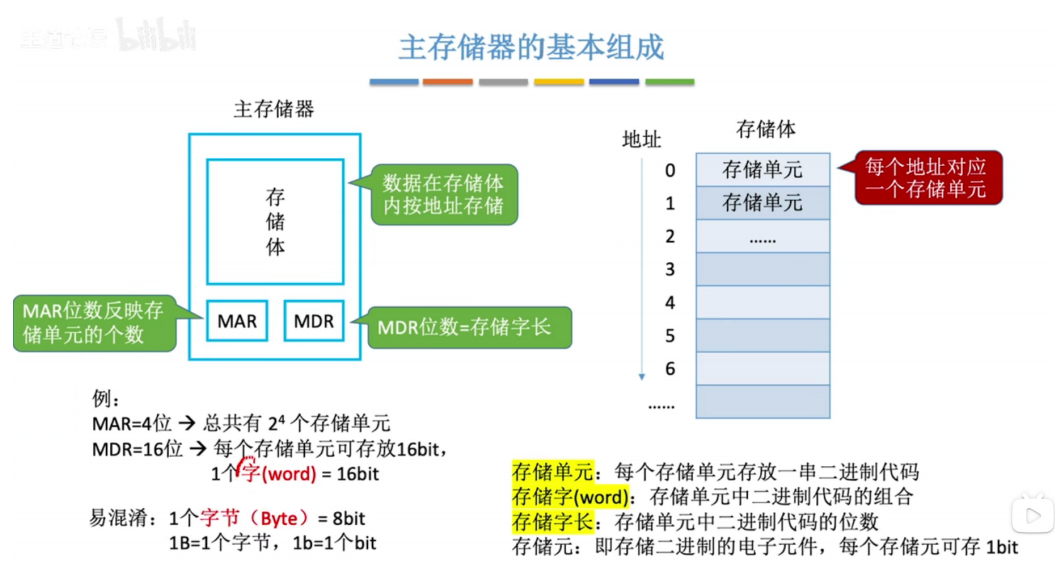 bilibili
主存储器的基本组成
主存储器
存
储
体
数据在存储体
内按地址存储
MAR位数反映存
储单元的个数
MAR
MDR
MDR位数=存储字长
地址
存储体
0
存储单元
1
存储单元
2
......
3
4
5
6
......
每个地址对应
一个存储单元
例：
MAR=4位 → 总共有 2⁴ 个存储单元
MDR=16位 → 每个存储单元可存放16bit，
1个字(word) = 16bit
易混淆：1个字节（Byte）= 8bit
1B=1个字节，1b=1个bit
存储单元：每个存储单元存放一串二进制代码
存储字(word)：存储单元中二进制代码的组合
存储字长：存储单元中二进制代码的位数
存储元：即存储二进制的电子元件，每个存储元可存 1bit